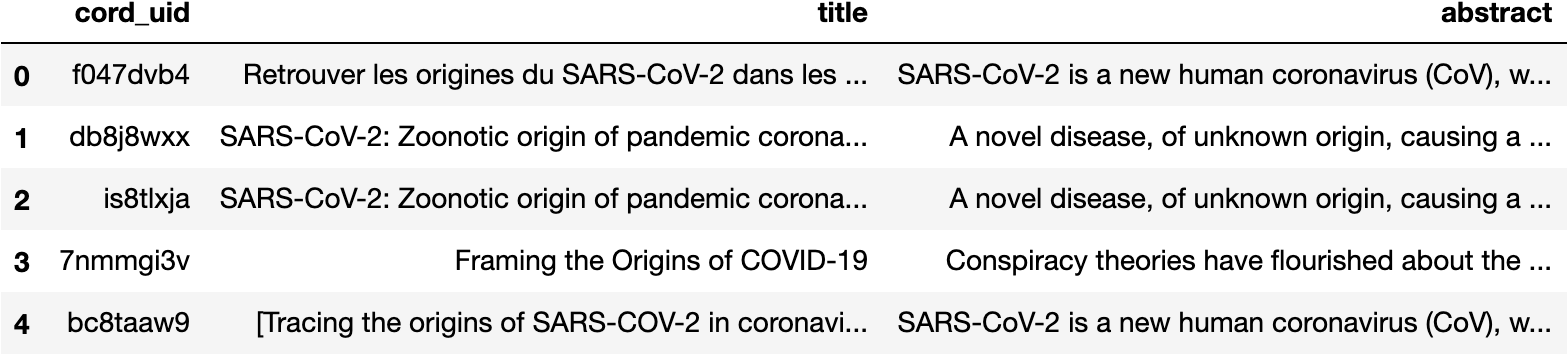 cord_uid title abstract
0 f047dvb4 Retrouver les origines du SARS-CoV-2 dans les ... SARS-CoV-2 is a new human coronavirus (CoV), w...
1 db8j8wxx SARS-CoV-2: Zoonotic origin of pandemic corona... A novel disease, of unknown origin, causing a ...
2 is8tlxja SARS-CoV-2: Zoonotic origin of pandemic corona... A novel disease, of unknown origin, causing a ...
3 7nmmgi3v Framing the Origins of COVID-19 Conspiracy theories have flourished about the ...
4 bc8taaw9 [Tracing the origins of SARS-COV-2 in coronavi... SARS-CoV-2 is a new human coronavirus (CoV), w...